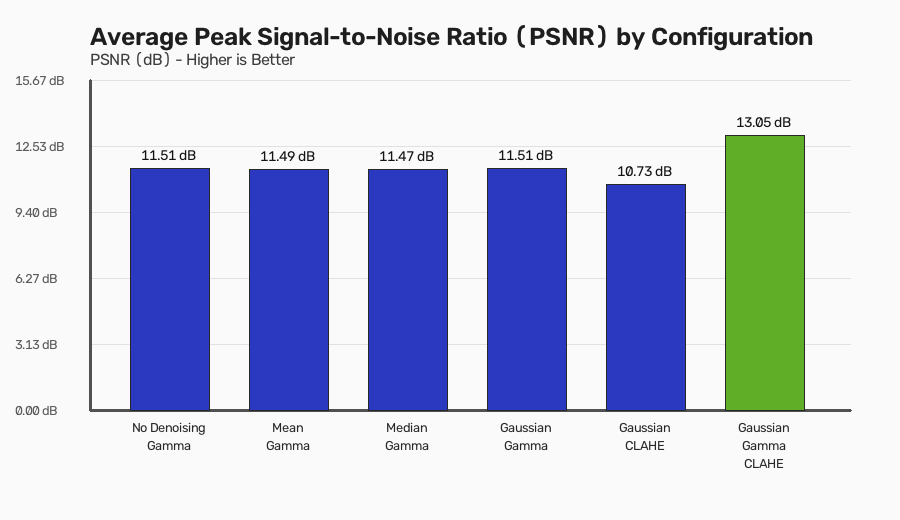 Average Peak Signal-to-Noise Ratio (PSNR) by Configuration
PSNR (dB) - Higher is Better
15.67 dB
12.53 dB
9.40 dB
6.27 dB
3.13 dB
0.00 dB
11.51 dB
11.49 dB
11.47 dB
11.51 dB
10.73 dB
13.05 dB
No Denoising
Gamma
Mean
Gamma
Median
Gamma
Gaussian
Gamma
Gaussian
CLAHE
Gaussian
Gamma
CLAHE